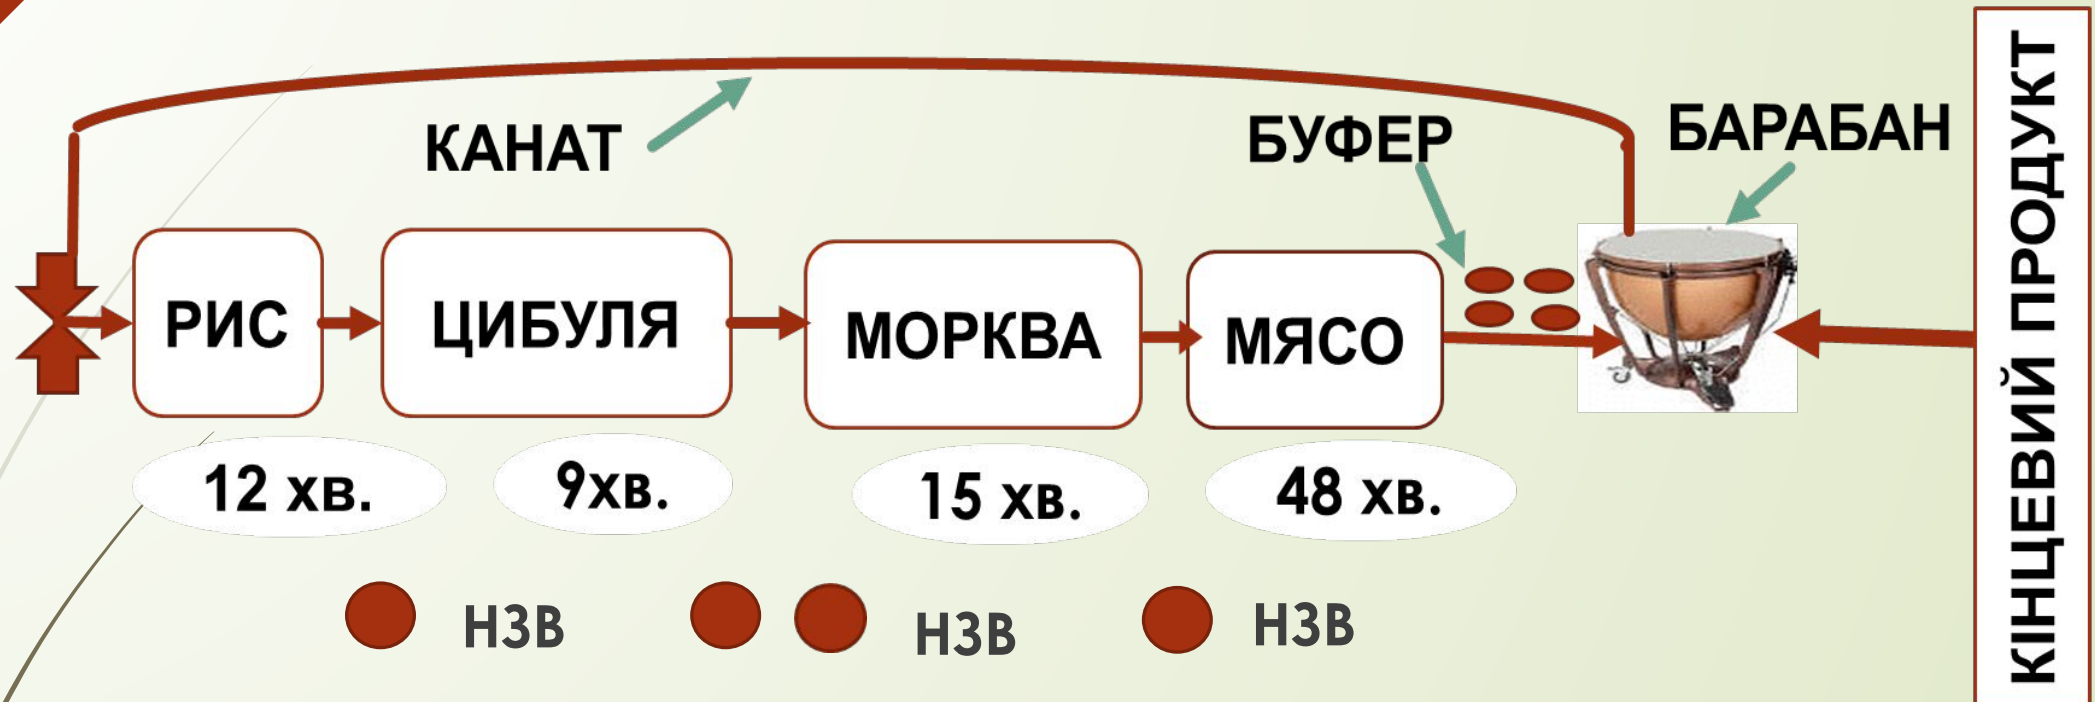 КАНАТ
БУФЕР
БАРАБАН
РИС
ЦИБУЛЯ
МОРКВА
МЯСО
12 хв.
9хв.
15 хв.
48 хв.
НЗВ
НЗВ
НЗВ
КІНЦЕВИЙ ПРОДУКТ